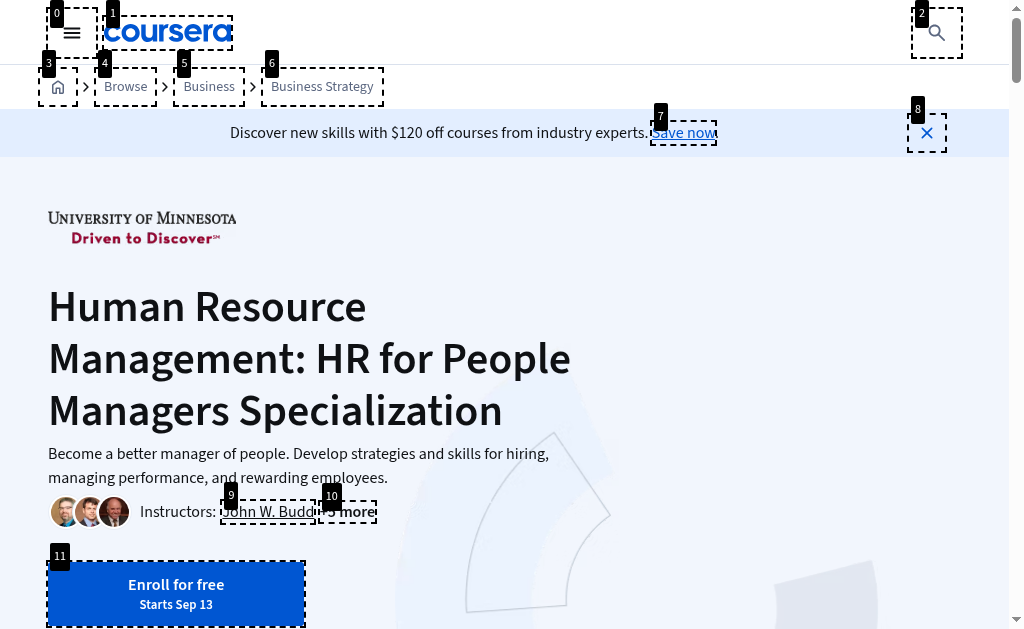 0
1
coursera
2
3
4
Browse
5
Business
6
Business Strategy
Discover new skills with $120 off courses from industry experts. Save now.
7
8
UNIVERSITY OF MINNESOTA
Driven to Discover℠
Human Resource
Management: HR for People
Managers Specialization
Become a better manager of people. Develop strategies and skills for hiring,
managing performance, and rewarding employees.
9
10
Instructors: John W. Budd +5 more
11
Enroll for free
Starts Sep 13